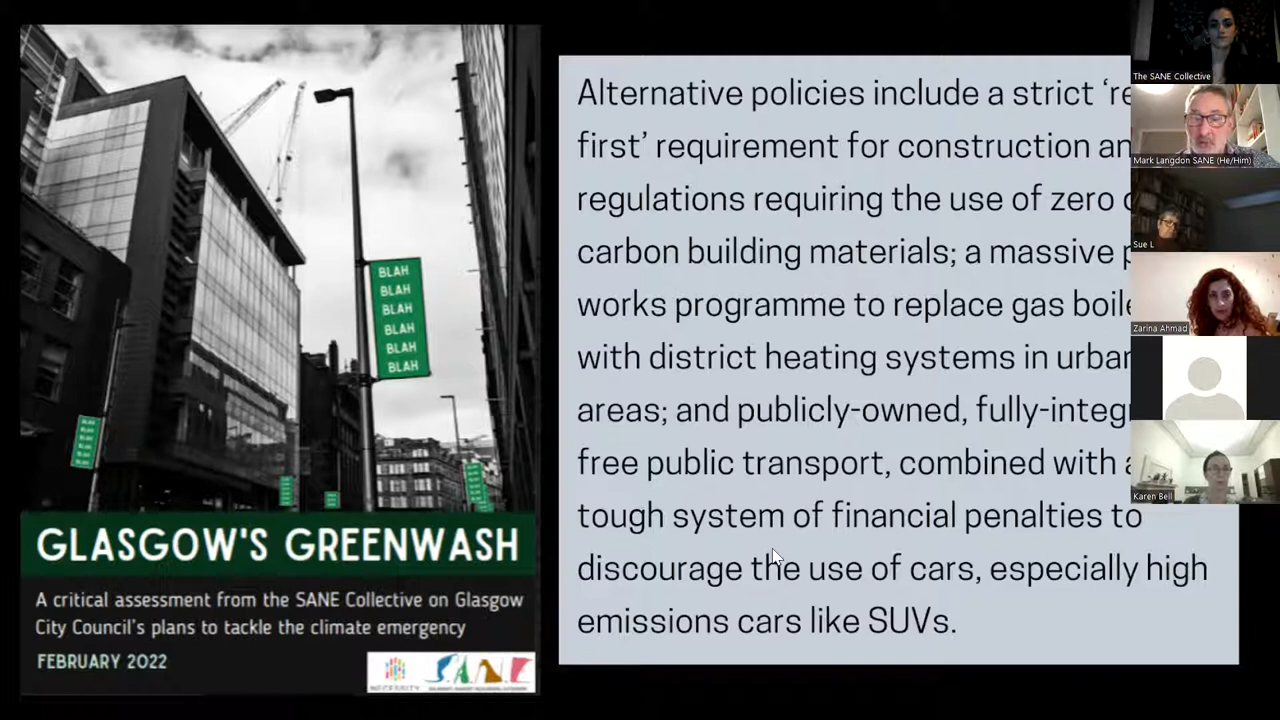 BLAH
BLAH
BLAH
BLAH
BLAH
BLAH
GLASGOW'S GREENWASH
A critical assessment from the SANE Collective on Glasgow
City Council's plans to tackle the climate emergency
FEBRUARY 2022
NECESSITY
S.A.N.E
Alternative policies include a strict ‘re
first’ requirement for construction an
regulations requiring the use of zero
carbon building materials; a massive
works programme to replace gas boile
with district heating systems in urban
areas; and publicly-owned, fully-integr
free public transport, combined with a
tough system of financial penalties to
discourage the use of cars, especially high
emissions cars like SUVs.
The SANE Collective
Mark Langdon SANE (He/Him)
Sue L
Zarina Ahmad
Karen Bell